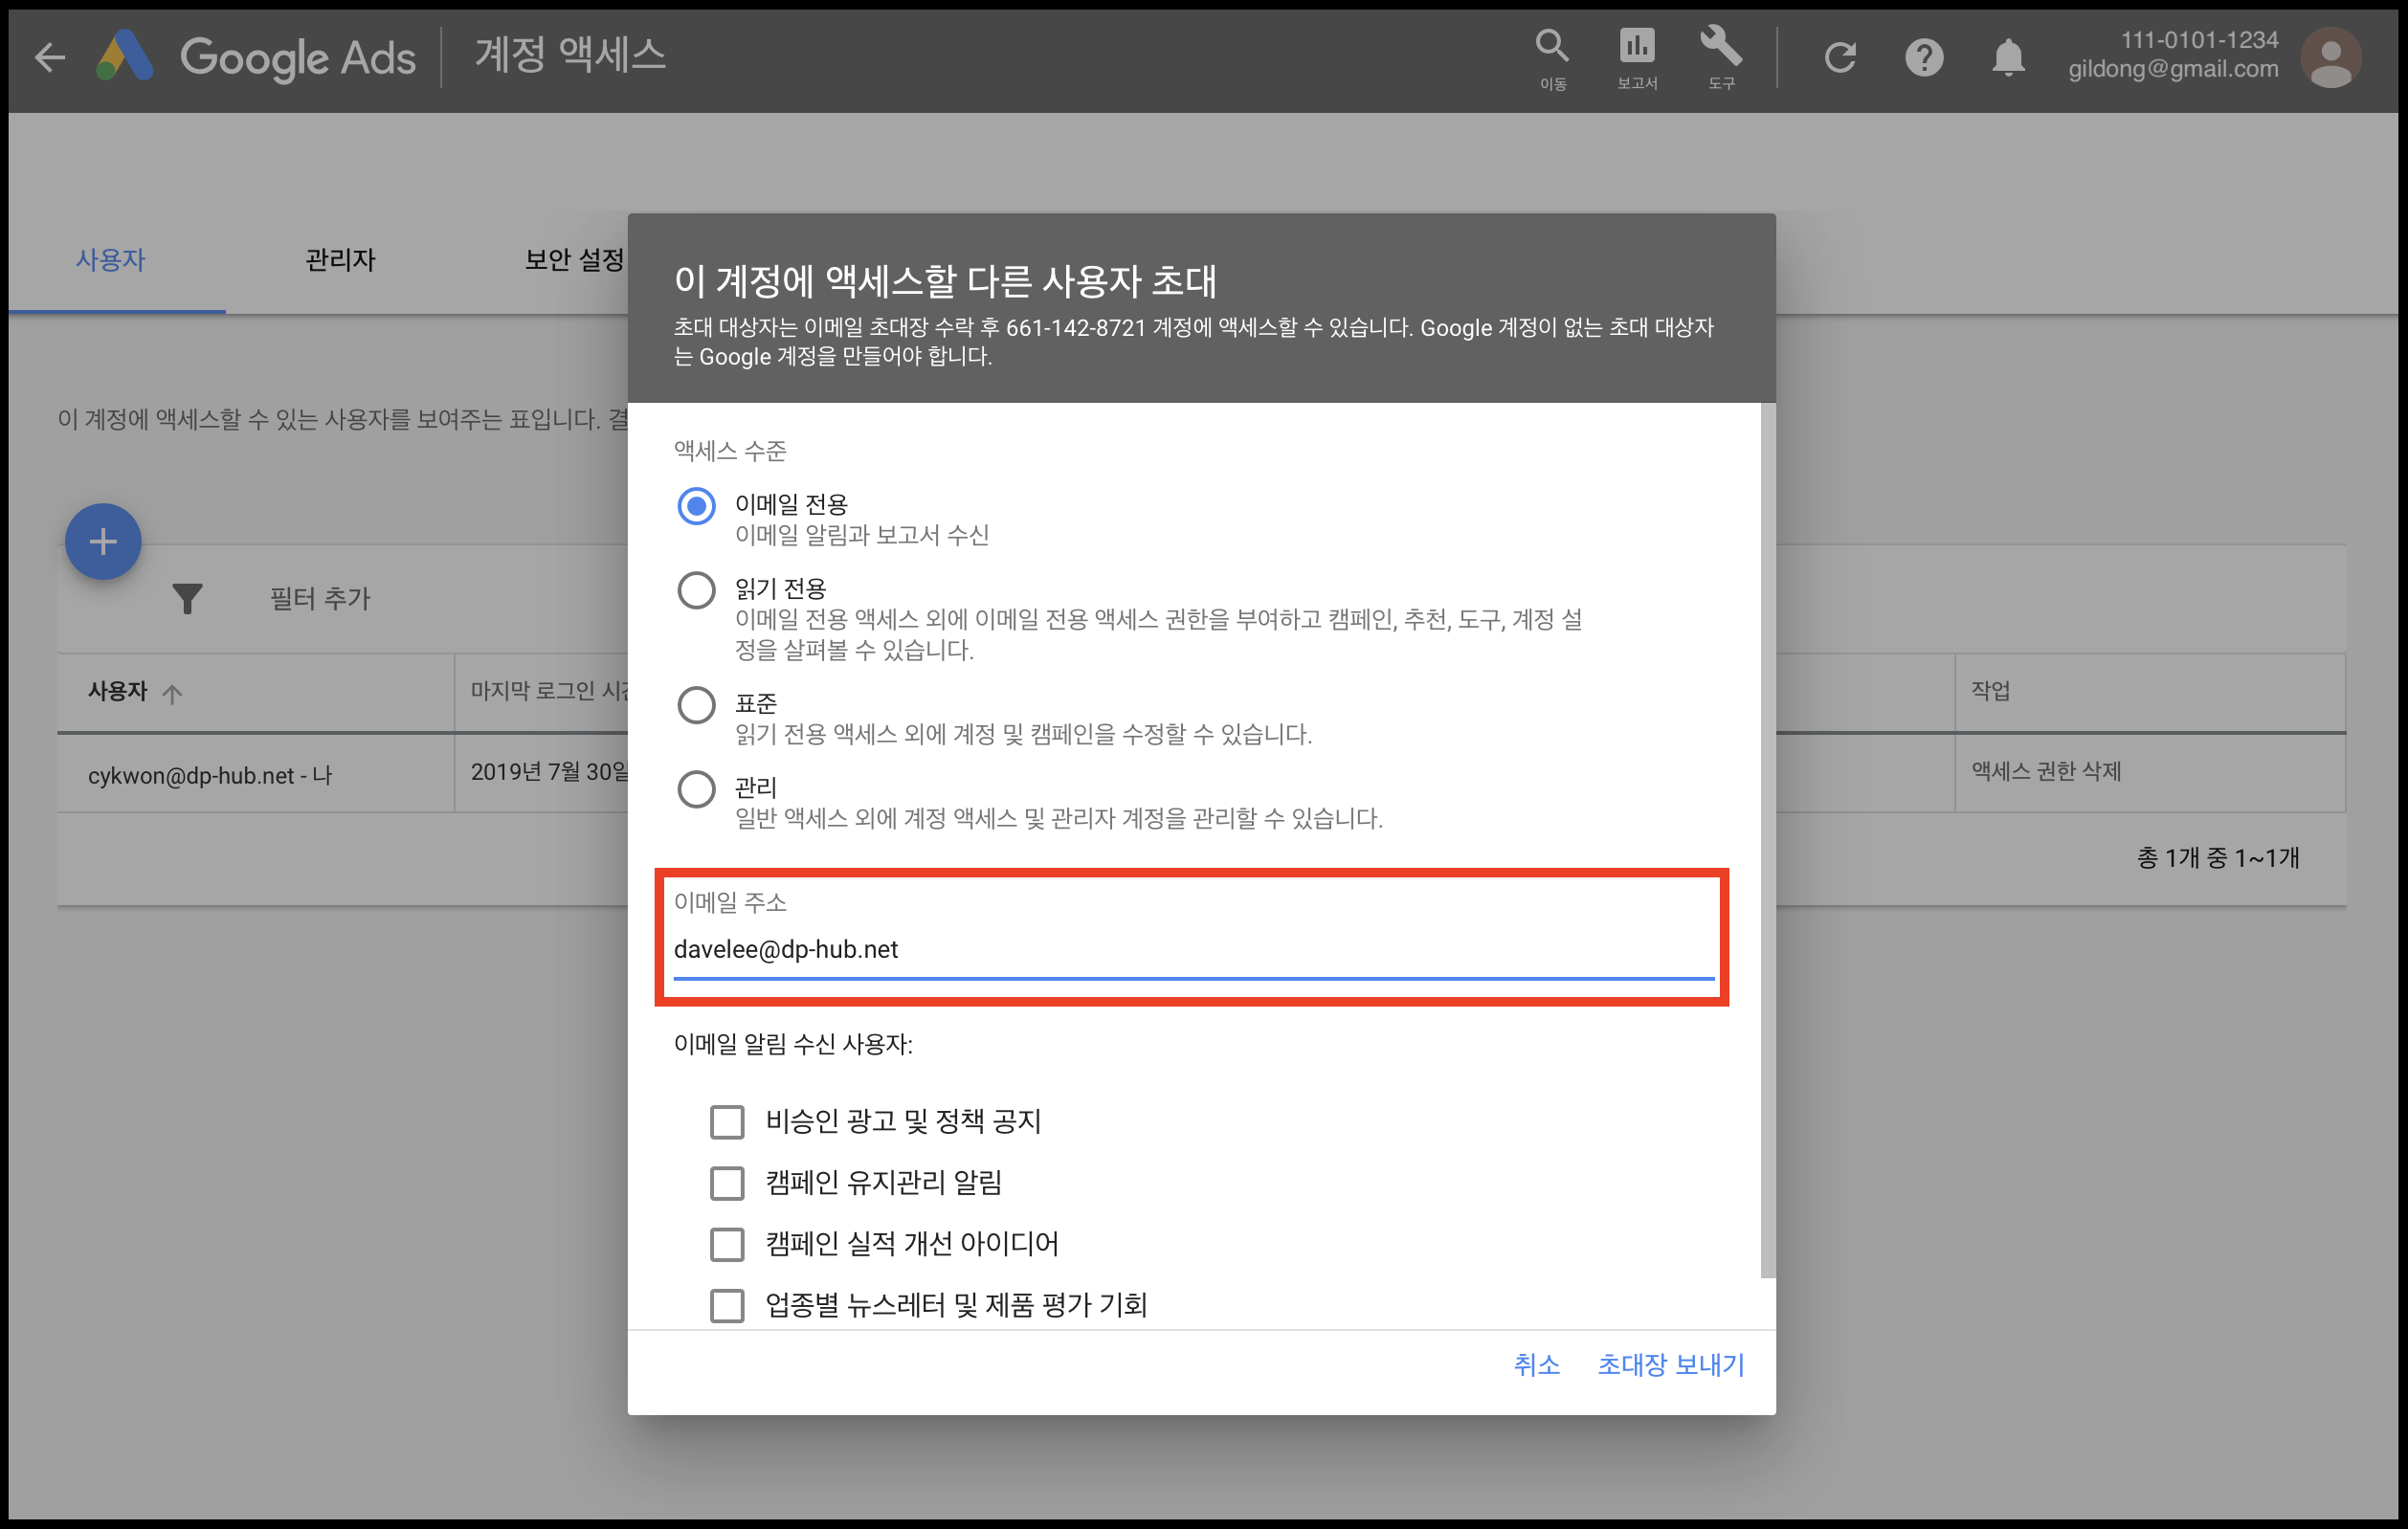 Google Ads
계정 액세스
이동
보고서
도구
111-0101-1234
gildong@gmail.com
사용자
관리자
보안 설정
이 계정에 액세스할 수 있는 사용자를 보여주는 표입니다.
필터 추가
사용자
마지막 로그인
작업
cykwon@dp-hub.net - 나
2019년 7월 30일
액세스 권한 삭제
총 1개 중 1~1개
이 계정에 액세스할 다른 사용자 초대
초대 대상자는 이메일 초대장 수락 후 661-142-8721 계정에 액세스할 수 있습니다. Google 계정이 없는 초대 대상자
는 Google 계정을 만들어야 합니다.
액세스 수준
이메일 전용
이메일 알림과 보고서 수신
읽기 전용
이메일 전용 액세스 외에 이메일 전용 액세스 권한을 부여하고 캠페인, 추천, 도구, 계정 설
정을 살펴볼 수 있습니다.
표준
읽기 전용 액세스 외에 계정 및 캠페인을 수정할 수 있습니다.
관리
일반 액세스 외에 계정 액세스 및 관리자 계정을 관리할 수 있습니다.
이메일 주소
davelee@dp-hub.net
이메일 알림 수신 사용자:
비승인 광고 및 정책 공지
캠페인 유지관리 알림
캠페인 실적 개선 아이디어
업종별 뉴스레터 및 제품 평가 기회
취소
초대장 보내기